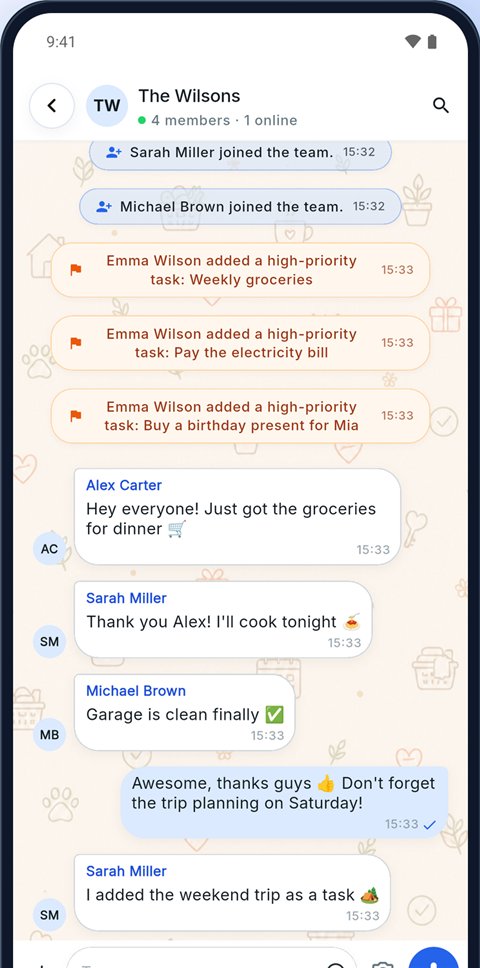 9:41
TW
The Wilsons
4 members · 1 online
Sarah Miller joined the team. 15:32
Michael Brown joined the team. 15:32
Emma Wilson added a high-priority
task: Weekly groceries
15:33
Emma Wilson added a high-priority
task: Pay the electricity bill
15:33
Emma Wilson added a high-priority
task: Buy a birthday present for Mia
15:33
Alex Carter
Hey everyone! Just got the groceries
for dinner 🛒
15:33
AC
Sarah Miller
Thank you Alex! I'll cook tonight 🍝
15:33
SM
Michael Brown
Garage is clean finally ✅
15:33
MB
Awesome, thanks guys 👍 Don't forget
the trip planning on Saturday!
15:33
Sarah Miller
I added the weekend trip as a task 🏕️
15:33
SM